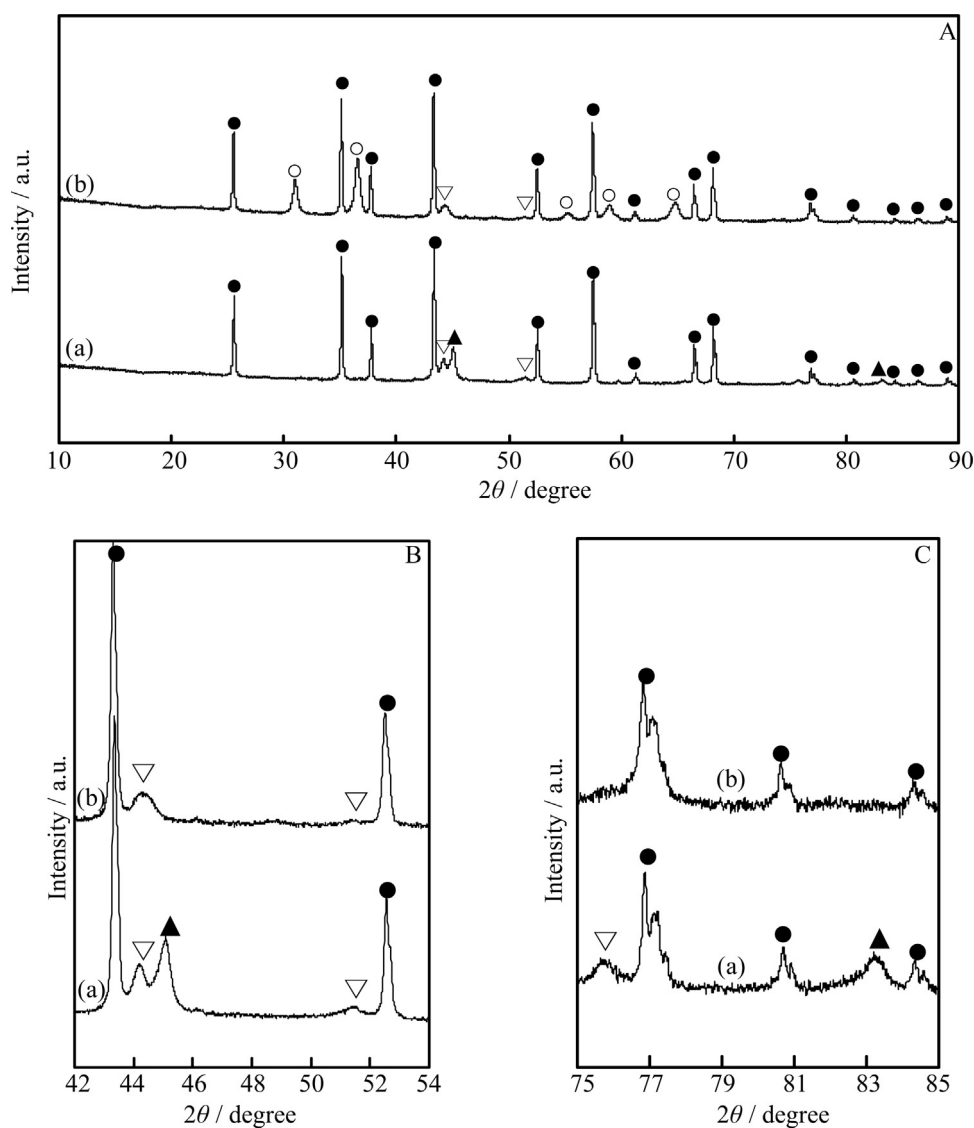 A
Intensity / a.u.
(b)
(a)
10 20 30 40 50 60 70 80 90
2θ / degree
B
Intensity / a.u.
(b)
(a)
42 44 46 48 50 52 54
2θ / degree
C
Intensity / a.u.
(b)
(a)
75 77 79 81 83 85
2θ / degree